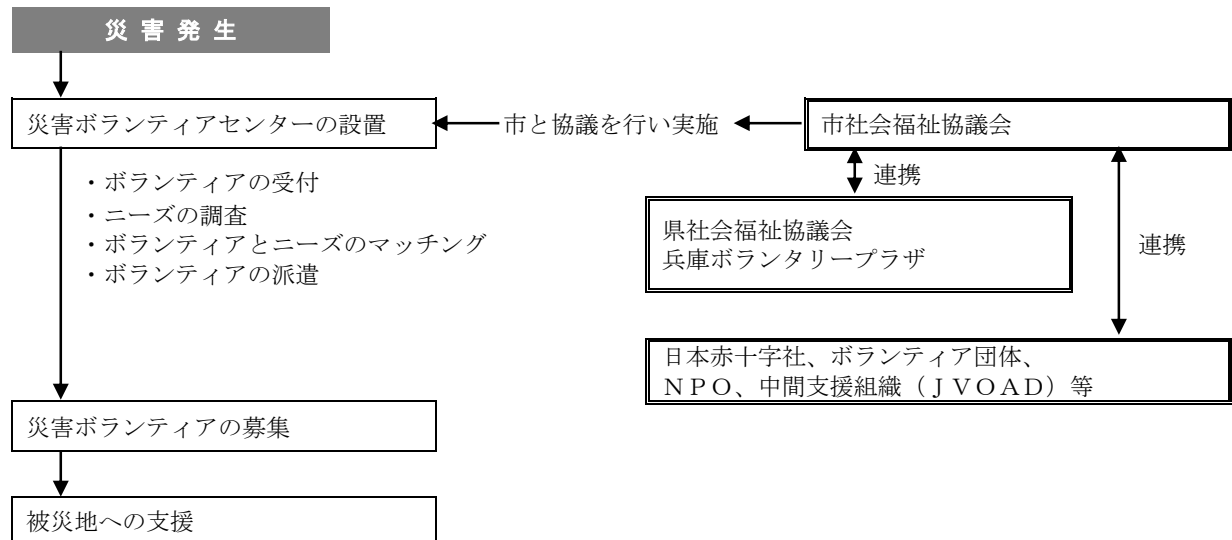 災害発生
災害ボランティアセンターの設置
市と協議を行い実施
市社会福祉協議会
・ボランティアの受付
・ニーズの調査
・ボランティアとニーズのマッチング
・ボランティアの派遣
連携
県社会福祉協議会
兵庫ボランタリープラザ
連携
日本赤十字社、ボランティア団体、
ＮＰＯ、中間支援組織（ＪＶＯＡＤ）等
災害ボランティアの募集
被災地への支援